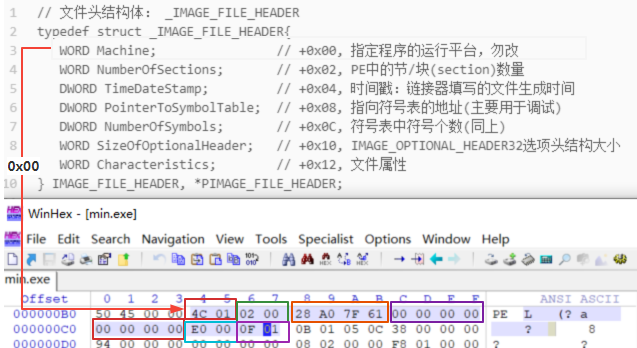 1 // 文件头结构体： _IMAGE_FILE_HEADER
2 typedef struct _IMAGE_FILE_HEADER{
3 WORD Machine; // +0x00, 指定程序的运行平台，勿改
4 WORD NumberOfSections; // +0x02, PE中的节/块(section)数量
5 DWORD TimeDateStamp; // +0x04, 时间戳：链接器填写的文件生成时间
6 DWORD PointerToSymbolTable; // +0x08, 指向符号表的地址(主要用于调试)
7 DWORD NumberOfSymbols; // +0x0C, 符号表中符号个数(同上)
8 WORD SizeOfOptionalHeader; // +0x10, IMAGE_OPTIONAL_HEADER32选项头结构大小
0x00 WORD Characteristics; // +0x12, 文件属性
10 } IMAGE_FILE_HEADER, *PIMAGE_FILE_HEADER;
WinHex - [min.exe]
File Edit Search Navigation View Tools Specialist Options Window Help
min.exe
Offset 0 1 2 3 4 5 6 7 8 9 A B C D E F ANSI ASCII
000000B0 50 45 00 00 4C 01 02 00 28 A0 7F 61 00 00 00 00 PE L (? a
000000C0 00 00 00 00 E0 00 0F 01 0B 01 05 0C 38 00 00 00 ? 8
000000D0 94 00 00 00 00 00 00 00 08 02 00 00 F8 01 00 00 ? ?